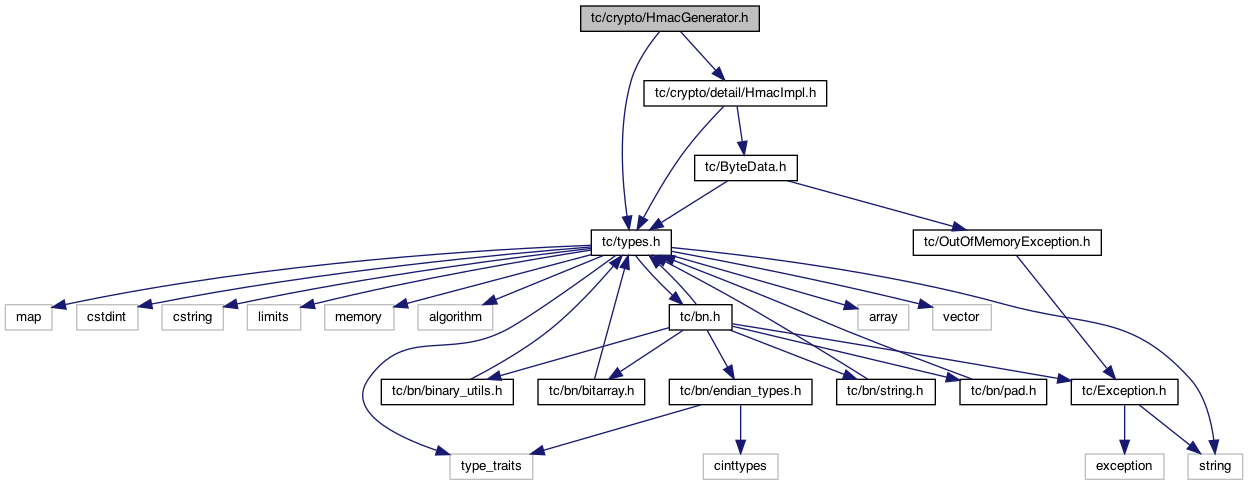 tc/crypto/HmacGenerator.h
tc/crypto/detail/HmacImpl.h
tc/ByteData.h
tc/types.h
tc/OutOfMemoryException.h
map
cstdint
cstring
limits
memory
algorithm
tc/bn.h
array
vector
tc/bn/binary_utils.h
tc/bn/bitarray.h
tc/bn/endian_types.h
tc/bn/string.h
tc/bn/pad.h
tc/Exception.h
type_traits
cinttypes
exception
string